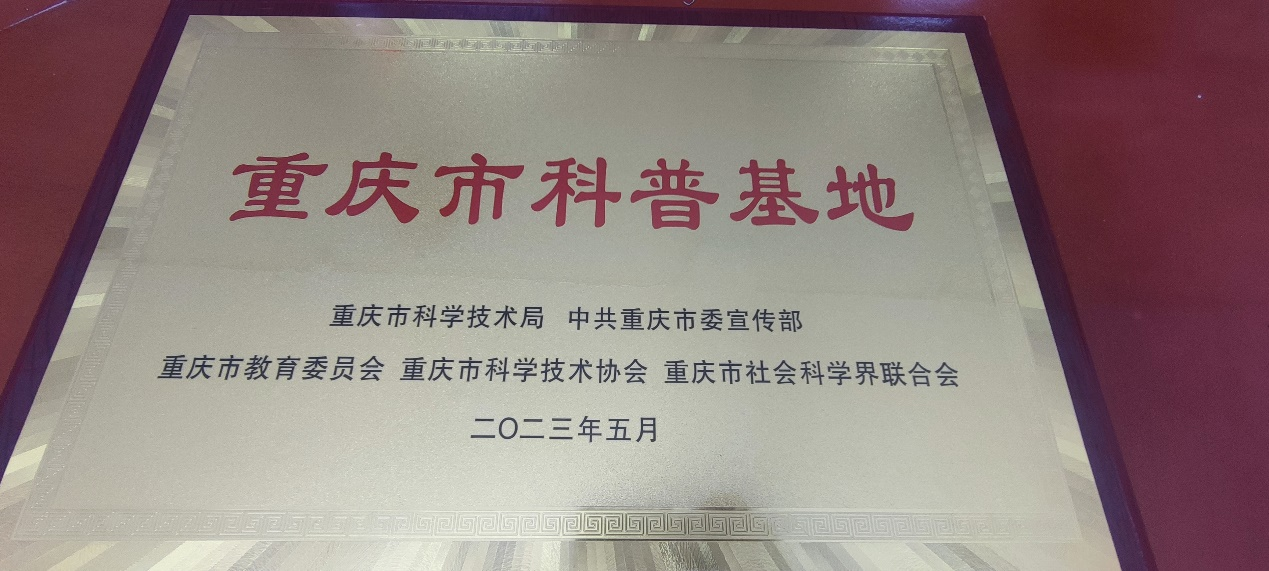 重庆市科普基地
重庆市科学技术局 中共重庆市委宣传部
重庆市教育委员会 重庆市科学技术协会 重庆市社会科学界联合会
二〇二三年五月